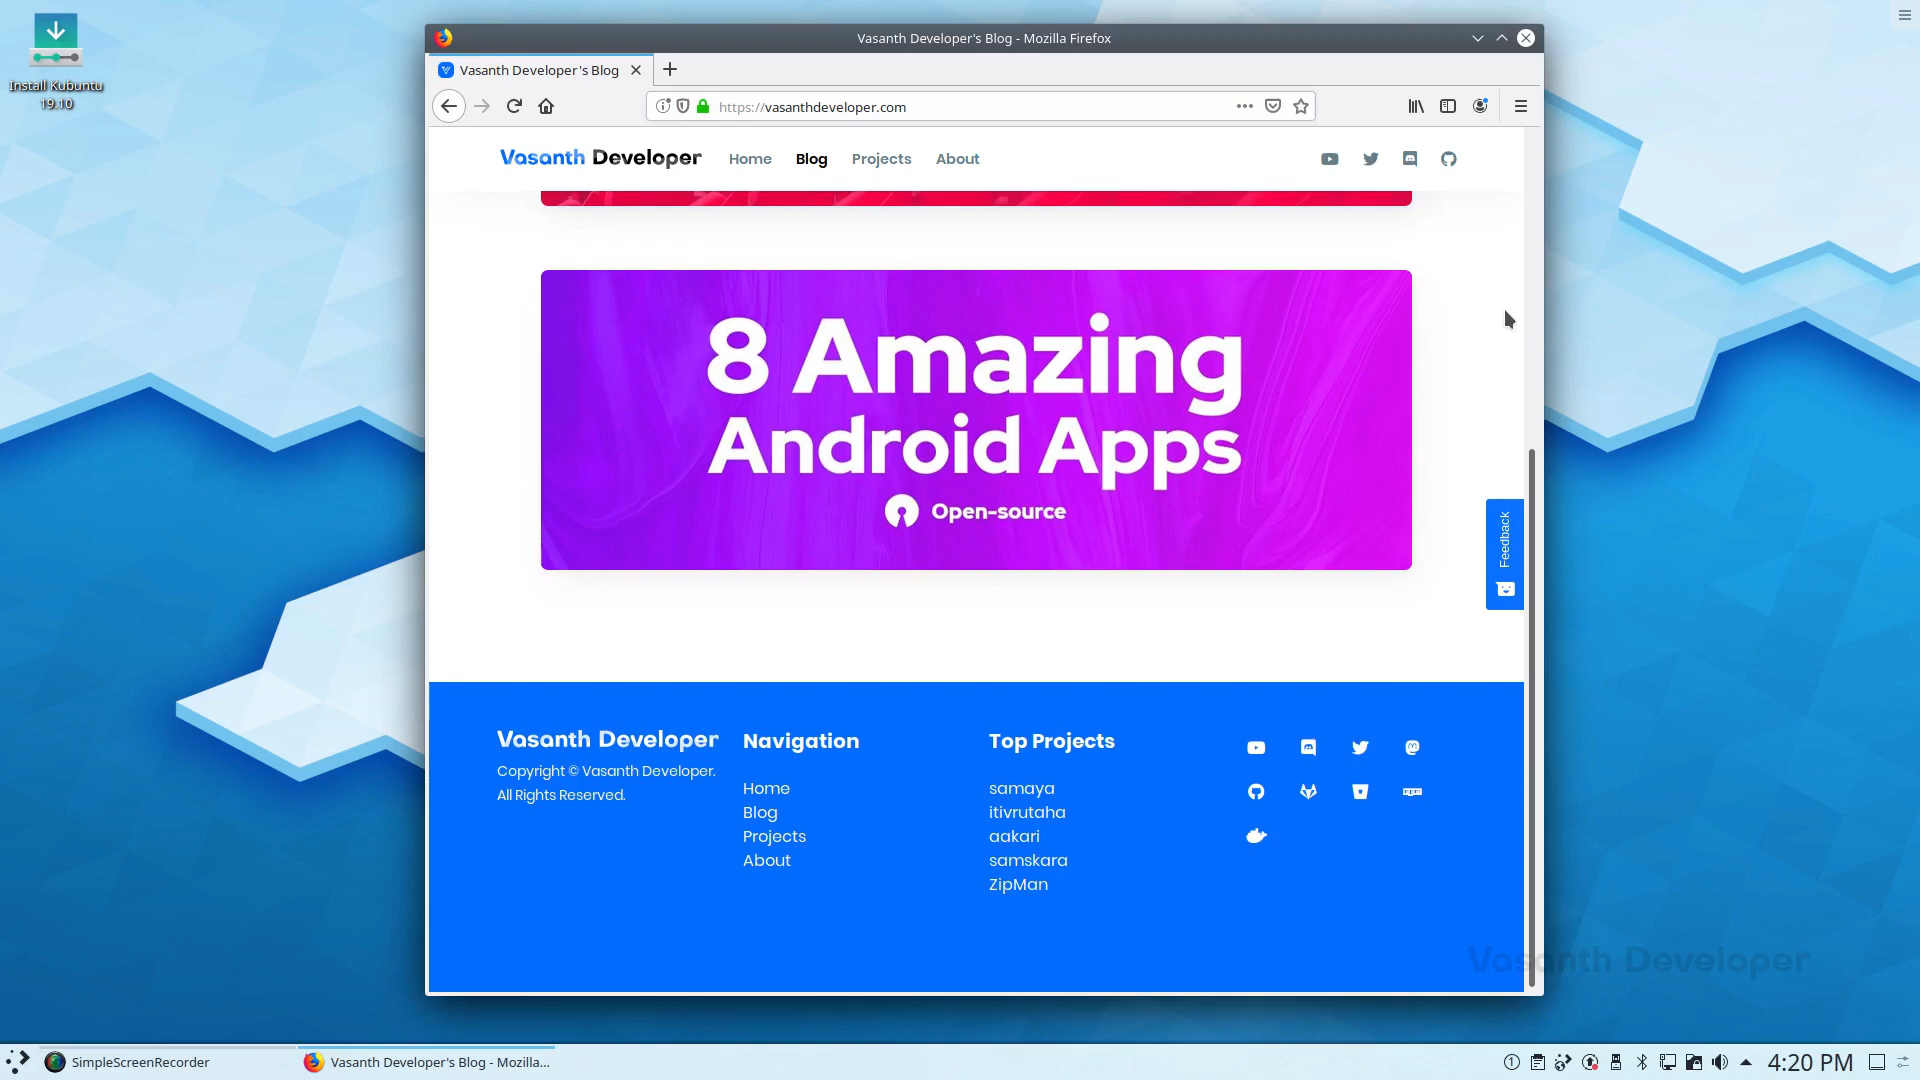 Install Kubuntu
19.10
Vasanth Developer's Blog - Mozilla Firefox
Vasanth Developer's Blog
https://vasanthdeveloper.com
Vasanth Developer Home Blog Projects About
8 Amazing
Android Apps
Open-source
Feedback
Vasanth Developer
Copyright © Vasanth Developer.
All Rights Reserved.
Navigation
Home
Blog
Projects
About
Top Projects
samaya
itivrutaha
aakari
samskara
ZipMan
Vasanth Developer
SimpleScreenRecorder
Vasanth Developer's Blog - Mozilla...
4:20 PM